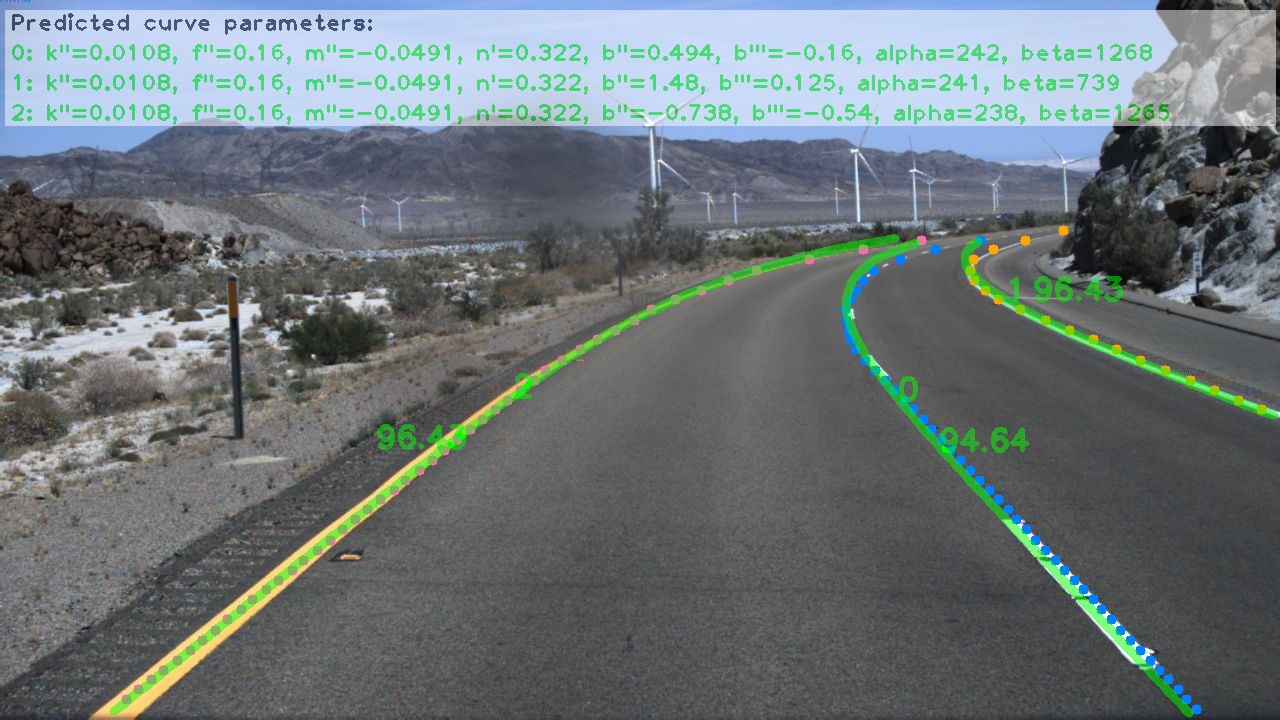 Predicted curve parameters:
0: k''=0.0108, f''=0.16, m''=−0.0491, n'=0.322, b''=0.494, b'''=−0.16, alpha=242, beta=1268
1: k''=0.0108, f''=0.16, m''=−0.0491, n'=0.322, b''=1.48, b'''=0.125, alpha=241, beta=739
2: k''=0.0108, f''=0.16, m''=−0.0491, n'=0.322, b''=−0.738, b'''=−0.54, alpha=238, beta=1265
1 96.43
2
0
96.43
94.64